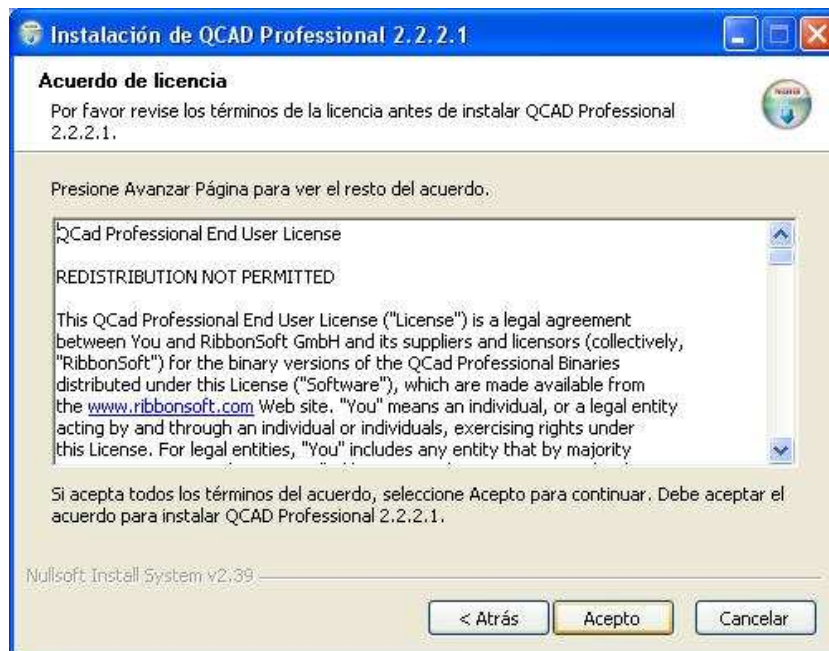 Instalación de QCAD Professional 2.2.2.1
Acuerdo de licencia
Por favor revise los términos de la licencia antes de instalar QCAD Professional
2.2.2.1.
Presione Avanzar Página para ver el resto del acuerdo.
QCad Professional End User License
REDISTRIBUTION NOT PERMITTED
This QCad Professional End User License ("License") is a legal agreement
between You and RibbonSoft GmbH and its suppliers and licensors (collectively,
"RibbonSoft") for the binary versions of the QCad Professional Binaries
distributed under this License ("Software"), which are made available from
the www.ribbonsoft.com Web site. "You" means an individual, or a legal entity
acting by and through an individual or individuals, exercising rights under
this License. For legal entities, "You" includes any entity that by majority
Si acepta todos los términos del acuerdo, seleccione Acepto para continuar. Debe aceptar el
acuerdo para instalar QCAD Professional 2.2.2.1.
Nullsoft Install System v2.39
< Atrás
Acepto
Cancelar